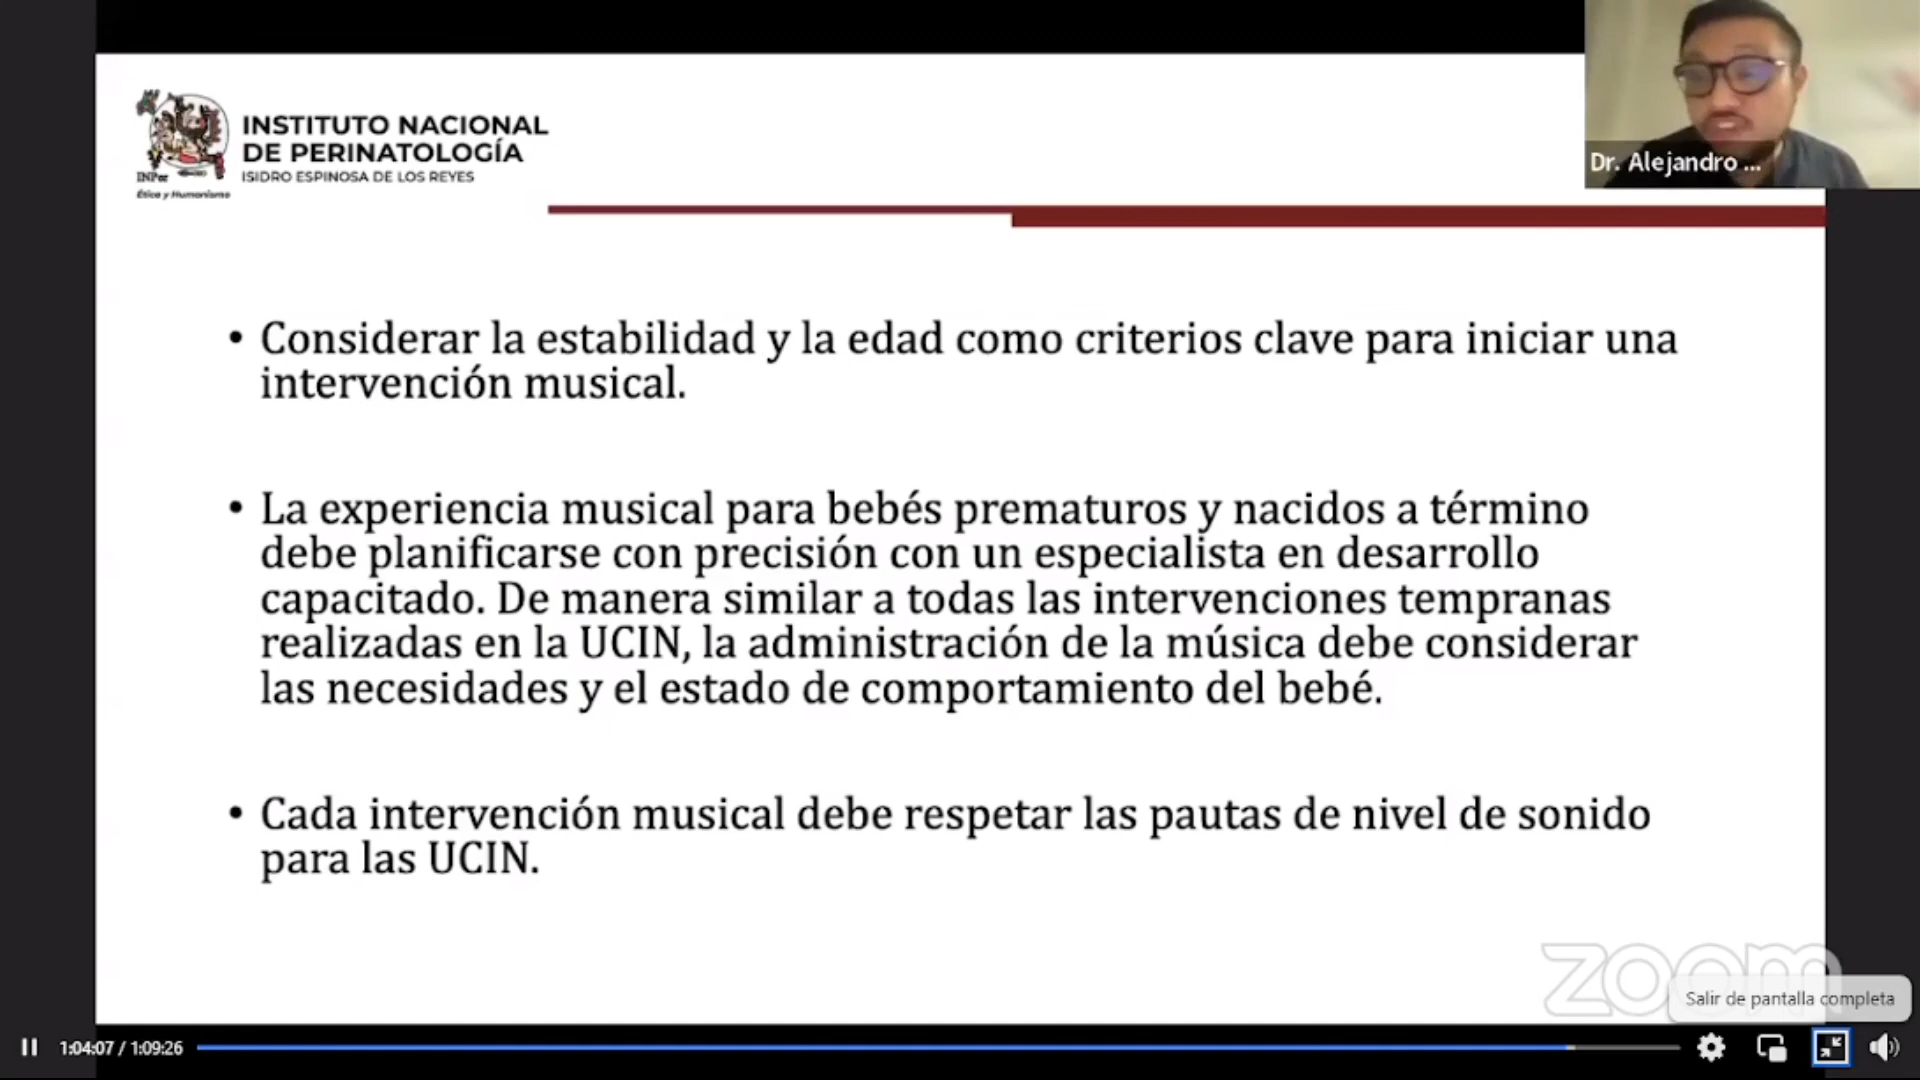 INSTITUTO NACIONAL
DE PERINATOLOGÍA
ISIDRO ESPINOSA DE LOS REYES
INPer
Ética y Humanismo
Dr. Alejandro ...
• Considerar la estabilidad y la edad como criterios clave para iniciar una
intervención musical.
• La experiencia musical para bebés prematuros y nacidos a término
debe planificarse con precisión con un especialista en desarrollo
capacitado. De manera similar a todas las intervenciones tempranas
realizadas en la UCIN, la administración de la música debe considerar
las necesidades y el estado de comportamiento del bebé.
• Cada intervención musical debe respetar las pautas de nivel de sonido
para las UCIN.
zoom
Salir de pantalla completa
1:04:07 / 1:09:26